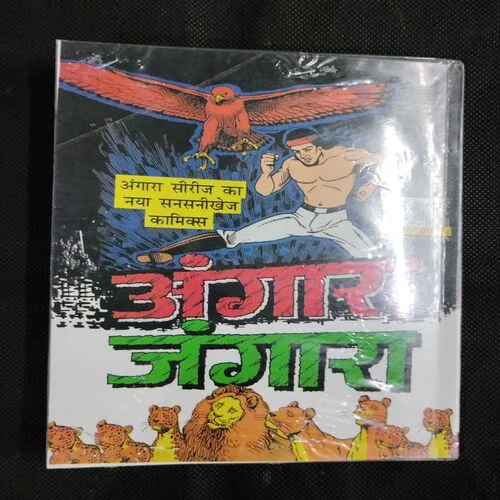 अंगारा सीरीज का
नया सनसनीखेज
कामिक्स
अंगारा
जंगारा